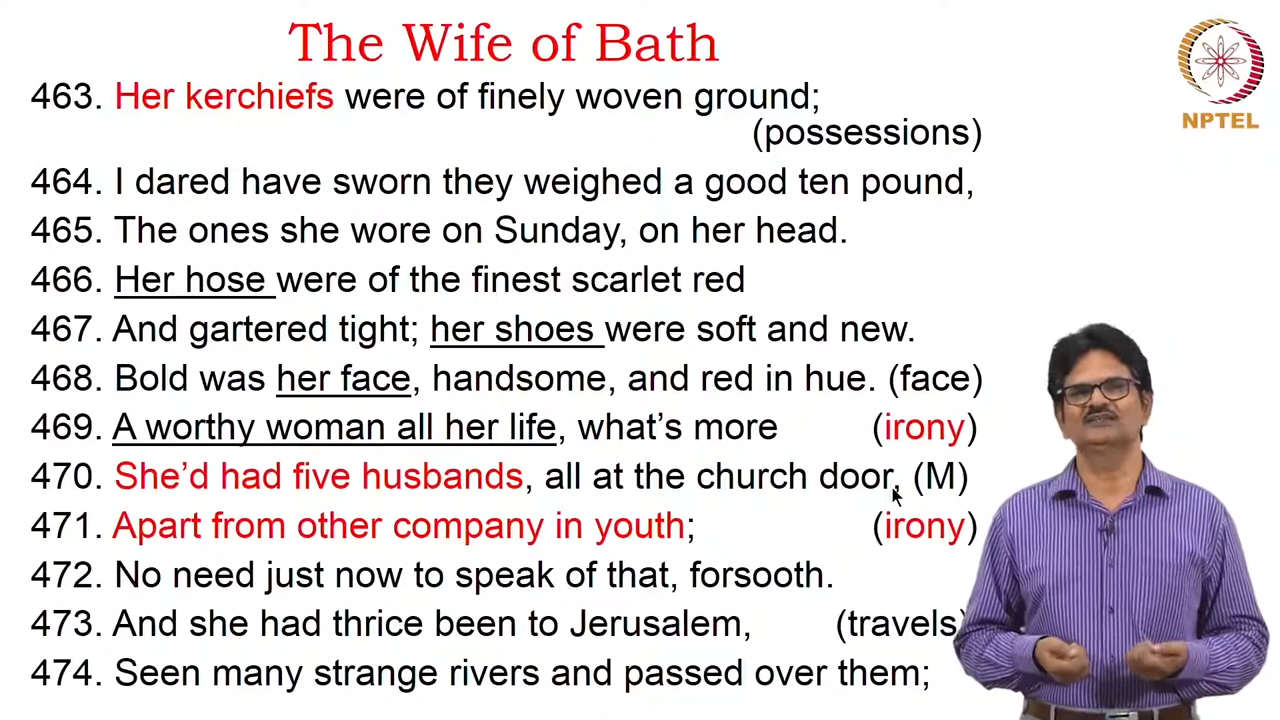 The Wife of Bath
NPTEL
463. Her kerchiefs were of finely woven ground;
(possessions)
464. I dared have sworn they weighed a good ten pound,
465. The ones she wore on Sunday, on her head.
466. Her hose were of the finest scarlet red
467. And gartered tight; her shoes were soft and new.
468. Bold was her face, handsome, and red in hue. (face)
469. A worthy woman all her life, what’s more (irony)
470. She’d had five husbands, all at the church door, (M)
471. Apart from other company in youth; (irony)
472. No need just now to speak of that, forsooth.
473. And she had thrice been to Jerusalem, (travels)
474. Seen many strange rivers and passed over them;